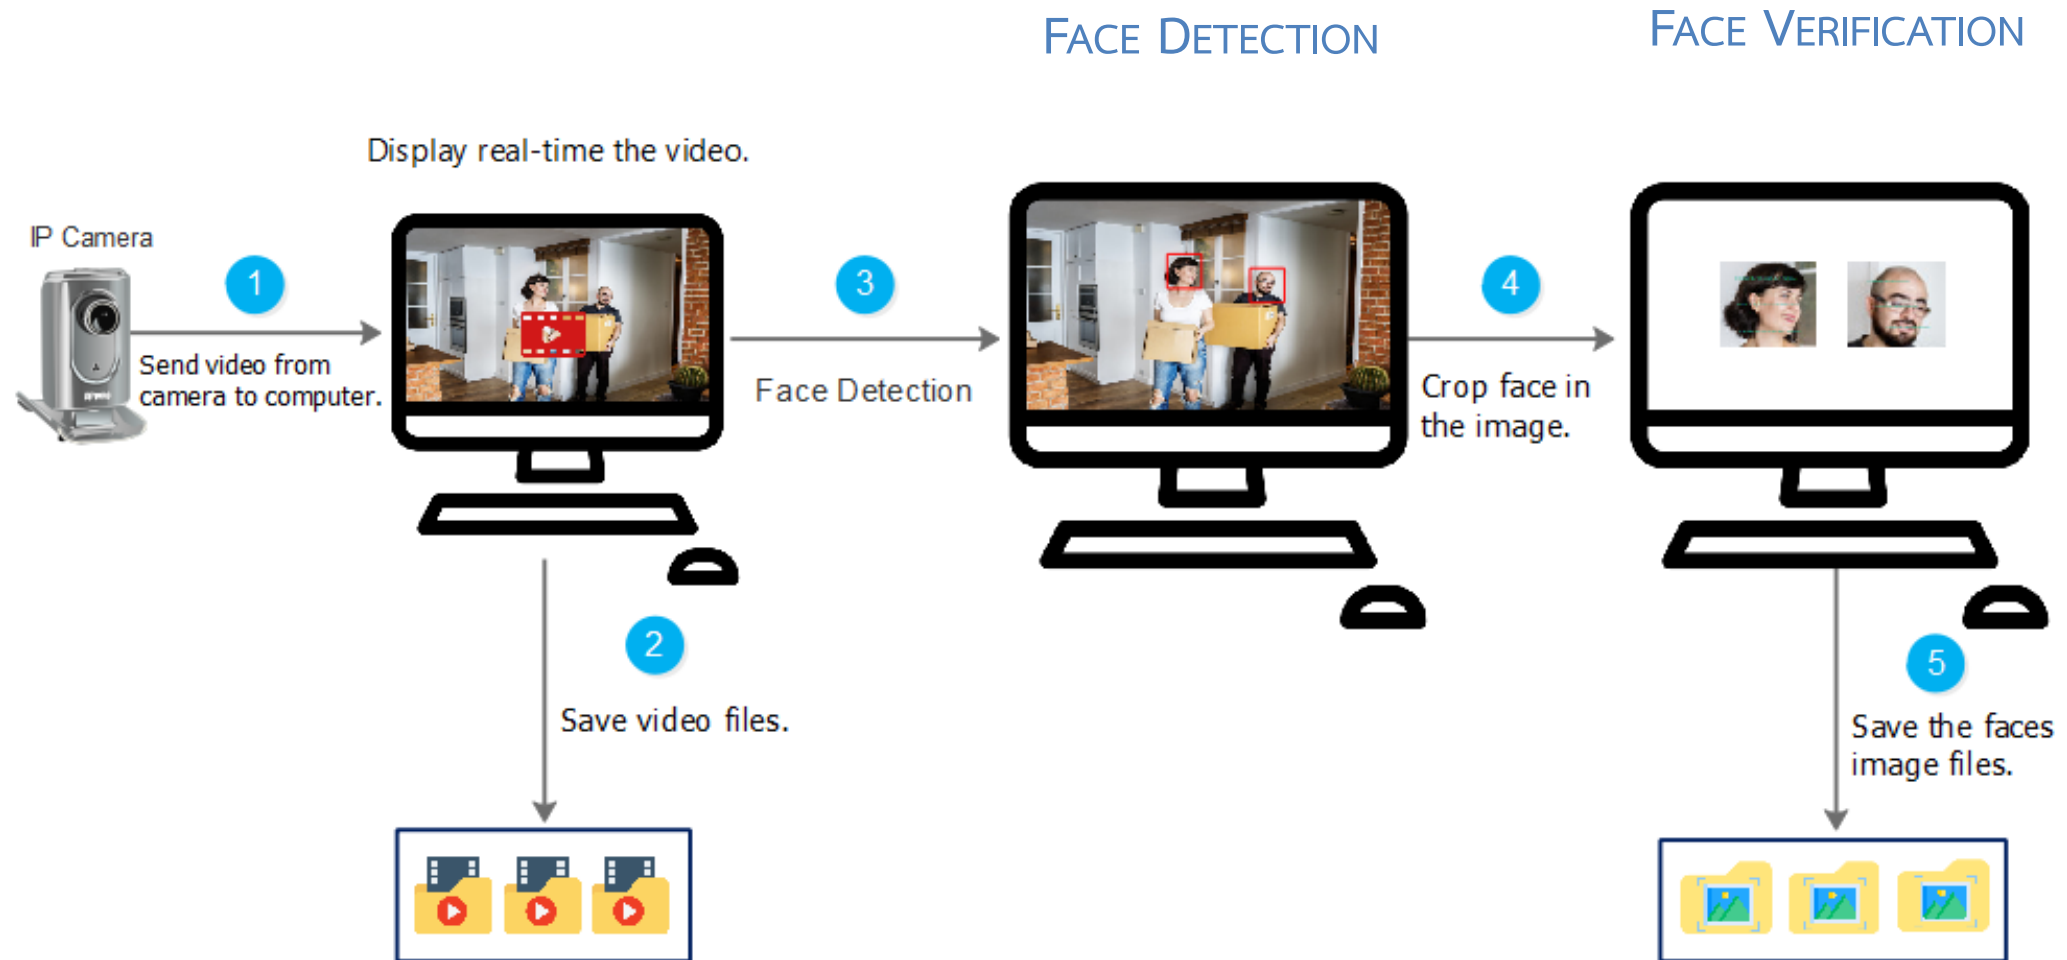 FACE DETECTION
FACE VERIFICATION
Display real-time the video.
IP Camera
1
Send video from
camera to computer.
3
Face Detection
4
Crop face in
the image.
2
Save video files.
5
Save the faces
image files.